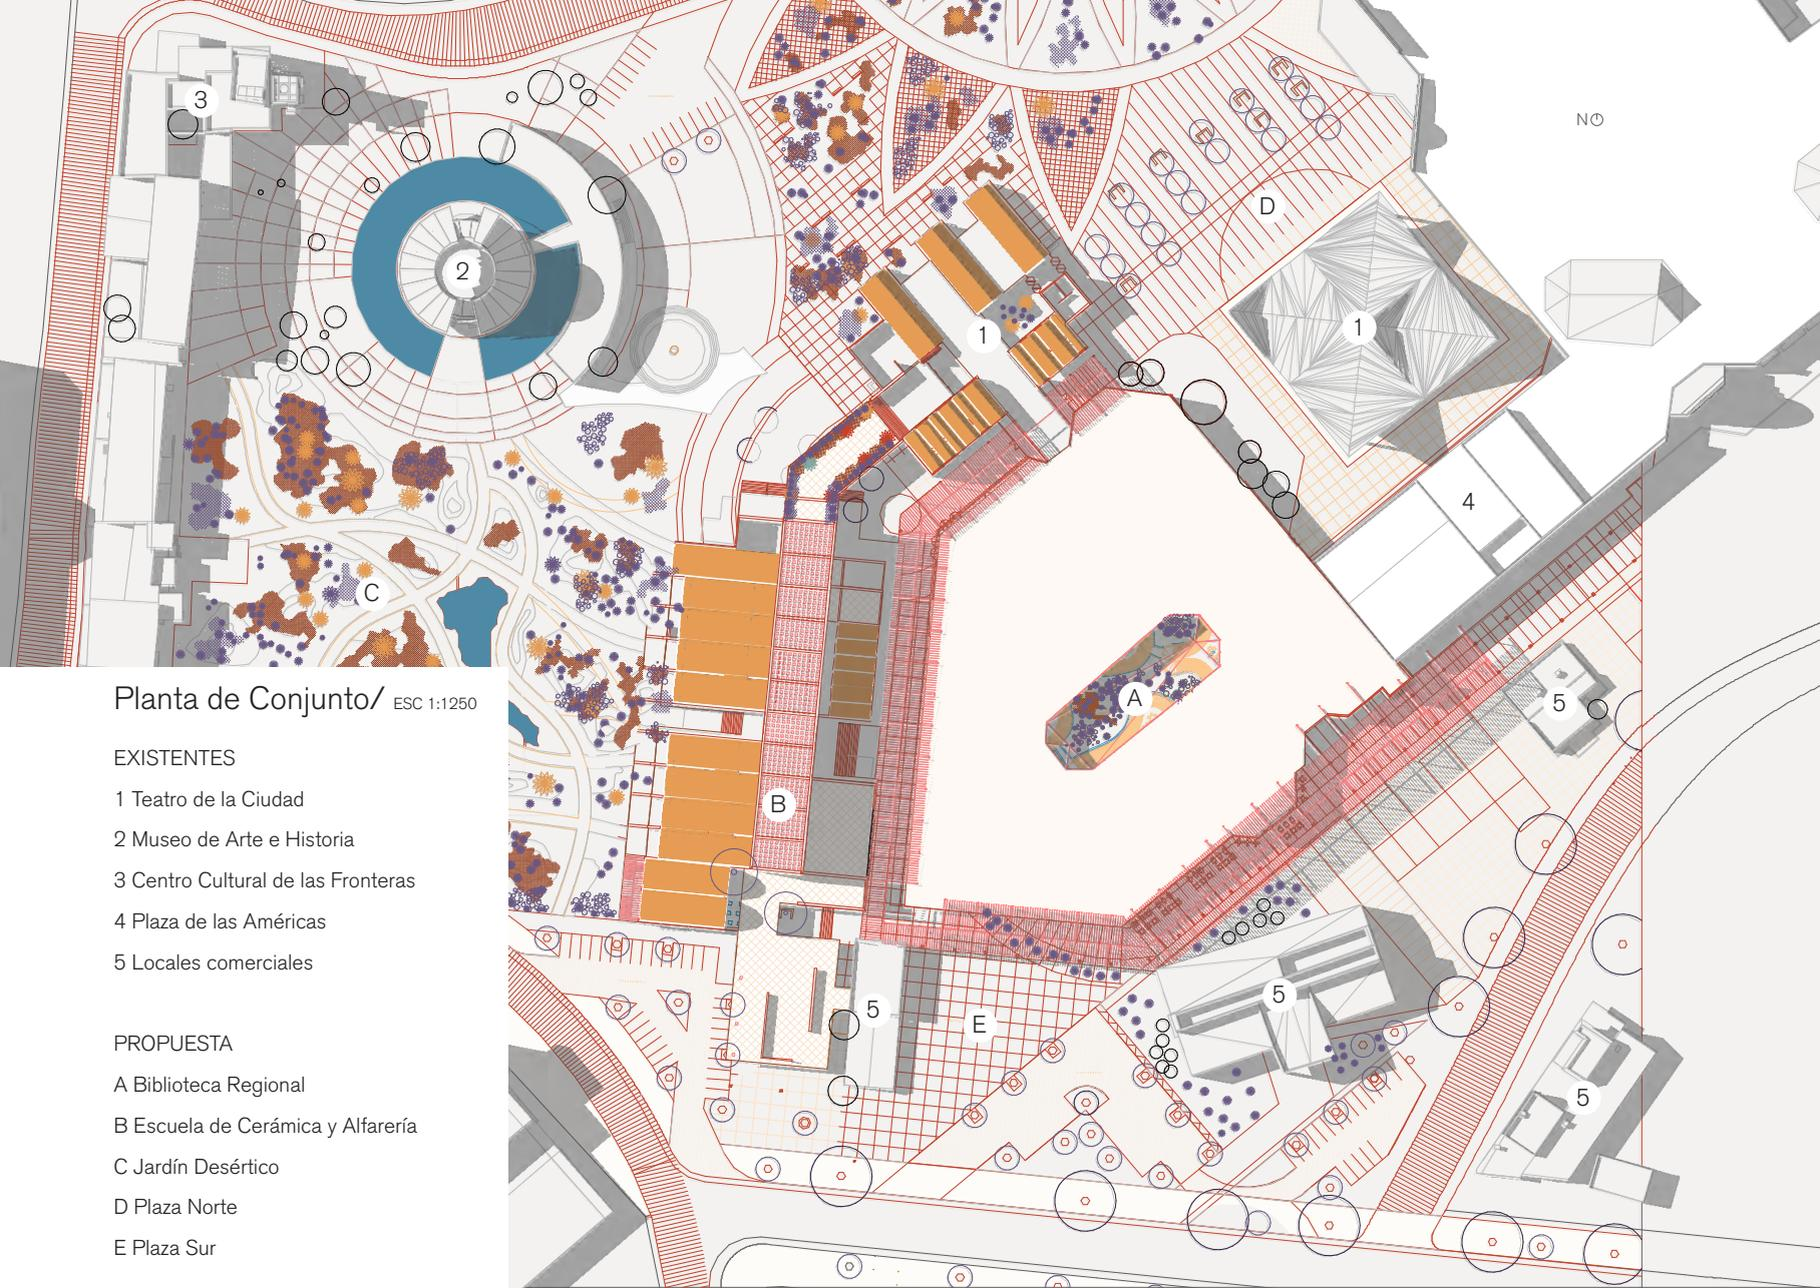 3
2
1
1
D
NO
4
C
A
B
5
5
E
5
5
Planta de Conjunto/ ESC 1:1250
EXISTENTES
1 Teatro de la Ciudad
2 Museo de Arte e Historia
3 Centro Cultural de las Fronteras
4 Plaza de las Américas
5 Locales comerciales
PROPUESTA
A Biblioteca Regional
B Escuela de Cerámica y Alfarería
C Jardín Desértico
D Plaza Norte
E Plaza Sur